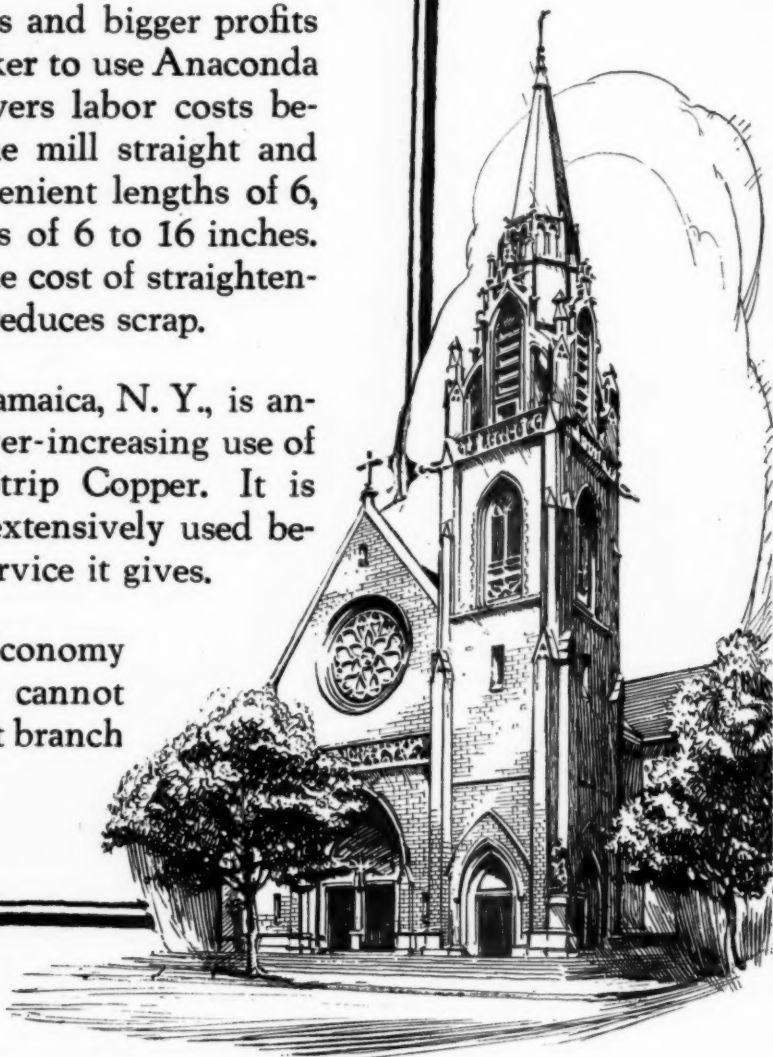 s and bigger profits
ker to use Anaconda
yers labor costs be-
e mill straight and
enient lengths of 6,
s of 6 to 16 inches.
e cost of straighten-
educes scrap.
amaica, N. Y., is an-
er-increasing use of
trip Copper. It is
extensively used be-
rvice it gives.
conomy
cannot
t branch